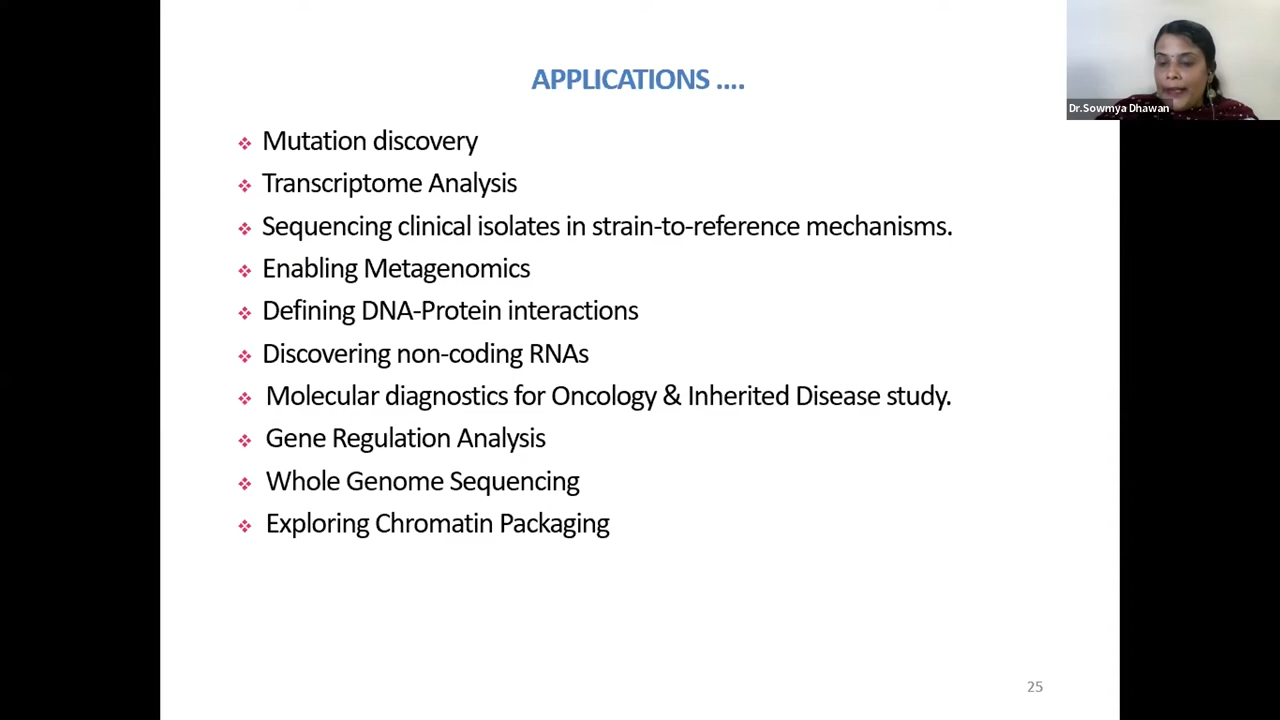 APPLICATIONS ....
Dr.Sowmya Dhawan
Mutation discovery
Transcriptome Analysis
Sequencing clinical isolates in strain-to-reference mechanisms.
Enabling Metagenomics
Defining DNA-Protein interactions
Discovering non-coding RNAs
Molecular diagnostics for Oncology & Inherited Disease study.
Gene Regulation Analysis
Whole Genome Sequencing
Exploring Chromatin Packaging
25